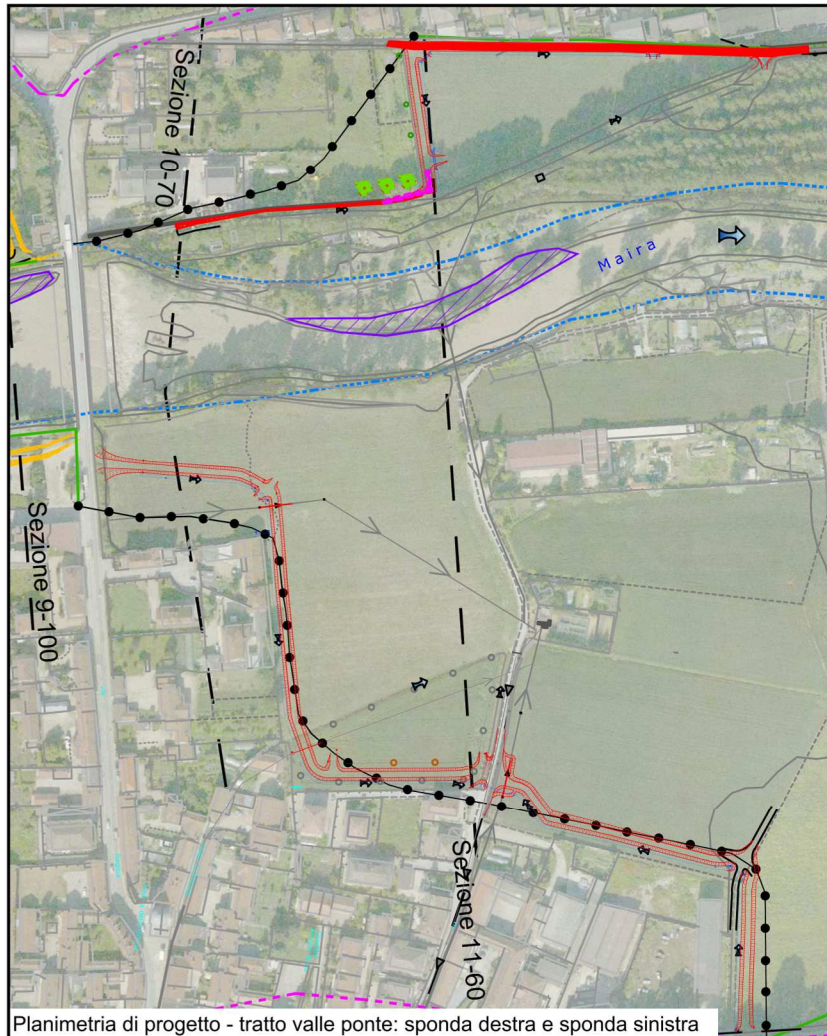 Sezione 10-70
Maira
Sezione 9-100
Sezione 11-60
Planimetria di progetto - tratto valle ponte: sponda destra e sponda sinistra